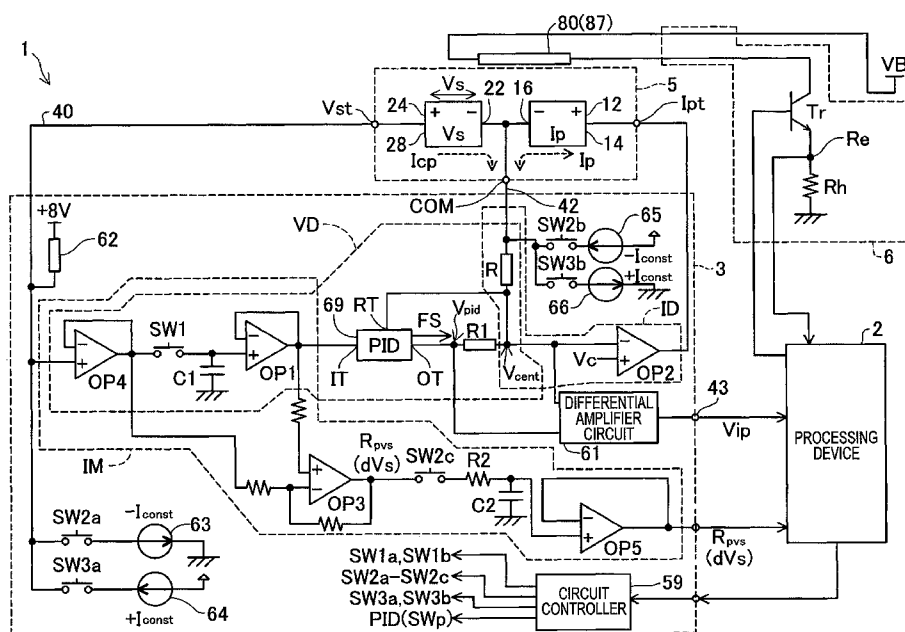 80(87)
1
VB
Vs
5
22
16
Vst
24
+
-
-
+
12
Ipt
40
28
Vs
Ip
14
Tr
Icp
Ip
Re
COM
42
Rh
+8V
62
VD
SW2b
65
-Iconst
SW3b
+Iconst
66
3
6
R
69
RT
FS
Vpid
ID
2
SW1
PID
R1
Vc
OP4
C1
OP1
IT
OT
Vcent
OP2
43
DIFFERENTIAL
AMPLIFIER
CIRCUIT
61
Vip
PROCESSING
DEVICE
IM
Rpvs
(dVs)
SW2c
R2
OP3
C2
OP5
Rpvs
(dVs)
SW2a
-Iconst
63
SW3a
+Iconst
64
SW1a,SW1b
SW2a-SW2c
SW3a,SW3b
PID(SWp)
59
CIRCUIT
CONTROLLER